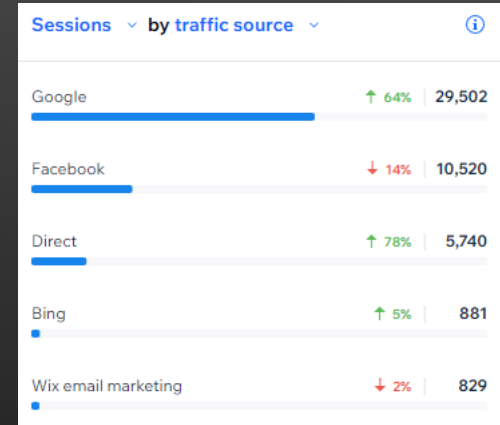 Sessions by traffic source
Google ↑ 64% 29,502
Facebook ↓ 14% 10,520
Direct ↑ 78% 5,740
Bing ↑ 5% 881
Wix email marketing ↓ 2% 829